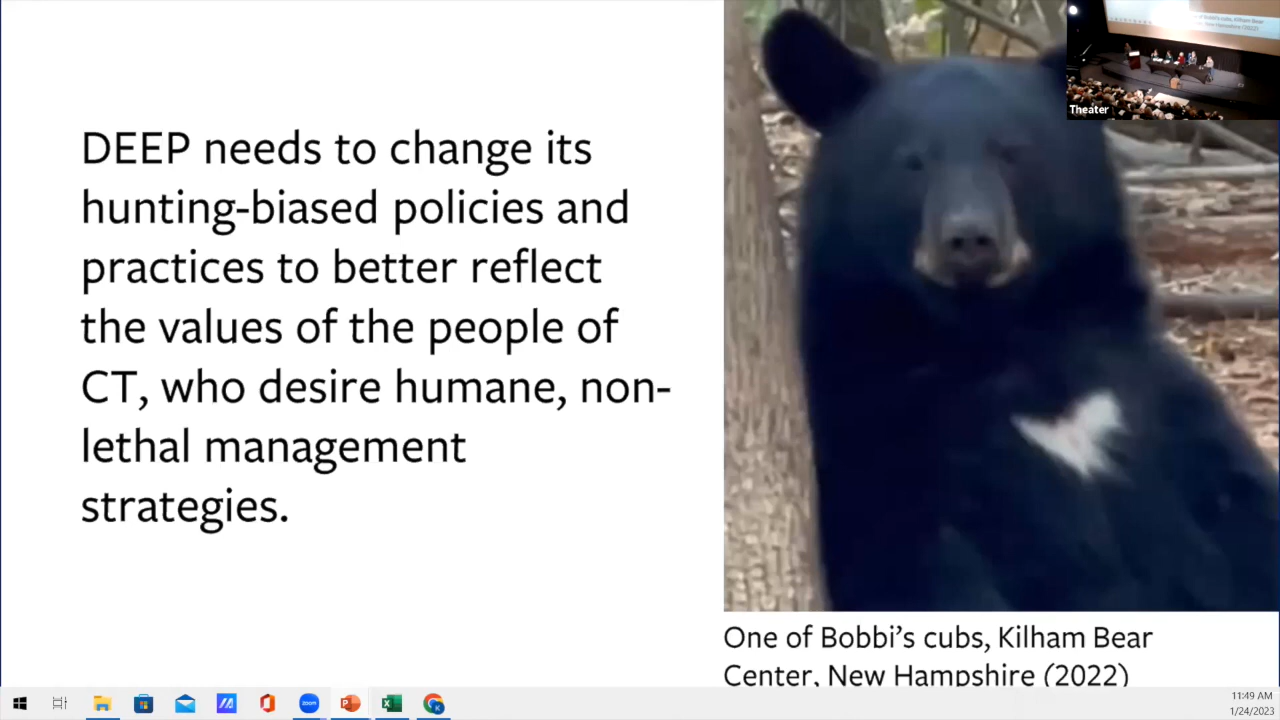 DEEP needs to change its
hunting-biased policies and
practices to better reflect
the values of the people of
CT, who desire humane, non-
lethal management
strategies.
Theater
One of Bobbi's cubs, Kilham Bear
Center, New Hampshire (2022)
zoom
11:49 AM
1/24/2023